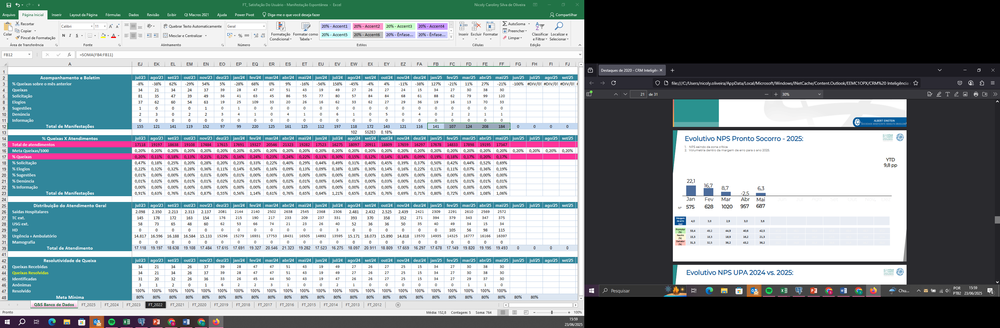 FT_ Satisfação Do Usuário - Manifestação Espontânea - Excel
Nicoly Caroliny Silva de Oliveira
Arquivo Página Inicial Inserir Layout da Página Fórmulas Dados Revisão Exibir QI Macros 2021 Ajuda Power Pivot Diga-me o que você deseja fazer Compartilhar
Colar Recortar Copiar Pincel de Formatação Área de Transferência
Calibri 11 N I S Fonte
Quebrar Texto Automaticamente Mesclar e Centralizar Alinhamento
Geral % 000 Número
Formatação Condicional Formatar como Tabela
20% - Accent1 20% - Accent2 20% - Accent3 20% - Accent4
20% - Accent5 20% - Accent6 20% - Ênfase... 20% - Ênfase... Estilos
Inserir Excluir Formatar Células
AutoSoma Preencher Limpar Classificar e Filtrar Localizar e Selecionar Edição
FB12 fx =SOMA(FB4:FB11)
A EJ EK EL EM EN EO EP EQ ER ES ET EU EV EW EX EY EZ FA FB FC FD FE FF FG FH FI FJ
1
2 Acompanhamento e Boletim jul/23 ago/23 set/23 out/23 nov/23 dez/23 jan/24 fev/24 mar/24 abr/24 mai/24 jun/24 jul/24 ago/24 set/24 out/24 nov/24 dez/24 jan/25 fev/25 mar/25 abr/25 mai/25 jun/25 jul/25 ago/25 set/25
3 % Queixas sobre o mês anterior -8% -38% 62% -29% 54% 5% -28% 68% 0% 9% -16% -56% 158% -45% -4% 4% -11% -38% 127% -21% 11% 27% -21% -100% #DIV/0! #DIV/0! #DIV/0!
4 Queixas 34 21 34 24 37 39 28 47 47 51 43 19 49 27 26 27 24 15 34 27 30 38 30
5 Solicitação 81 35 47 39 49 36 41 63 45 86 55 77 80 57 84 84 68 61 88 62 79 99 120
8 Elogios 37 62 60 54 63 19 25 109 33 20 26 16 62 33 62 27 29 36 19 16 13 70 33
9 Sugestões 1 0 0 0 1 0 1 0 0 0 0 0 0 0 0 0 0 0 0 0 0 0 0
10 Denúncia 2 3 0 2 2 3 4 1 0 4 1 0 6 1 0 5 0 4 0 2 2 1 1
11 Informação 0 0 0 0 0 0 0 0 0 0 0 0 0 0 0 0 0 0 0 0 0 0 0
12 Total de Manifestações 155 121 141 119 152 97 99 220 125 161 125 112 197 118 172 143 121 116 141 107 124 208 184 0 0 0 0
13 102 55283 0,18%
14 % Queixas X Atendimentos jul/23 ago/23 set/23 out/23 nov/23 dez/23 jan/24 fev/24 mar/24 abr/24 mai/24 jun/24 jul/24 ago/24 set/24 out/24 nov/24 dez/24 jan/25 fev/25 mar/25 abr/25 mai/25 jun/25 jul/25 ago/25 set/25
15 Total de atendimentos 17118 19197 18638 19108 17484 17615 17691 19327 20546 21323 19282 17523 16275 18097 20911 18809 17659 16297 17678 14833 17898 19195 17347
16 Meta Queixas/1000 0,20% 0,20% 0,20% 0,20% 0,20% 0,20% 0,20% 0,20% 0,20% 0,20% 0,20% 0,20% 0,20% 0,20% 0,20% 0,20% 0,20% 0,20% 0,20% 0,20% 0,20% 0,20% 0,20% 0,20% 0,20% 0,20% 0,20%
17 % Queixas 0,20% 0,11% 0,18% 0,13% 0,21% 0,22% 0,16% 0,24% 0,23% 0,24% 0,22% 0,11% 0,30% 0,15% 0,12% 0,14% 0,14% 0,09% 0,19% 0,18% 0,17% 0,20% 0,17%
18 % Solicitação 0,47% 0,18% 0,25% 0,20% 0,28% 0,20% 0,23% 0,33% 0,22% 0,40% 0,29% 0,44% 0,49% 0,31% 0,40% 0,45% 0,39% 0,37% 0,50% 0,42% 0,44% 0,52% 0,69%
19 % Elogios 0,22% 0,32% 0,32% 0,28% 0,36% 0,11% 0,14% 0,56% 0,16% 0,09% 0,13% 0,09% 0,38% 0,18% 0,30% 0,14% 0,16% 0,22% 0,11% 0,11% 0,07% 0,36% 0,19%
20 % Sugestões 0,01% 0,00% 0,00% 0,00% 0,01% 0,00% 0,01% 0,00% 0,00% 0,00% 0,00% 0,00% 0,00% 0,00% 0,00% 0,00% 0,00% 0,00% 0,00% 0,00% 0,00% 0,00% 0,00%
21 % Denúncia 0,01% 0,02% 0,00% 0,01% 0,01% 0,02% 0,02% 0,01% 0,00% 0,02% 0,01% 0,00% 0,04% 0,01% 0,00% 0,03% 0,00% 0,02% 0,00% 0,01% 0,01% 0,01% 0,01%
22 % Informação 0,00% 0,00% 0,00% 0,00% 0,00% 0,00% 0,00% 0,00% 0,00% 0,00% 0,00% 0,00% 0,00% 0,00% 0,00% 0,00% 0,00% 0,00% 0,00% 0,00% 0,00% 0,00% 0,00%
23 Total de Manifestações 0,91% 0,63% 0,76% 0,62% 0,87% 0,55% 0,56% 1,14% 0,61% 0,76% 0,65% 0,64% 1,21% 0,65% 0,82% 0,76% 0,69% 0,71% 0,80% 0,72% 0,69% 1,08% 1,06%
24
25 Distribuição do Atendimento Geral jul/23 ago/23 set/23 out/23 nov/23 dez/23 jan/24 fev/24 mar/24 abr/24 mai/24 jun/24 jul/24 ago/24 set/24 out/24 nov/24 dez/24 jan/25 fev/25 mar/25 abr/25 mai/25 jun/25 jul/25 ago/25 set/25
26 Saídas Hospitalares 2.098 2.350 2.213 2.313 2.137 2081 2144 2140 2502 2638 2545 2368 2306 2.481 2.432 2.525 2.439 2421 2309 2291 2610 2569 2572
27 TC ext. 145 178 172 163 154 176 215 190 217 233 209 237 331 393 370 358 352 271 394 379 343 347 375
28 USG ext. 58 73 65 48 60 62 53 66 74 21 23 26 40 52 36 36 50 35 40 49 34 15 34
29 HD 0 0 0 0 0 0 0 0 0 0 0 0 3 0 0 0 0 0 0 105 56 98 115
30 Urgência + Ambulatório 14.817 16.596 16.188 16.584 15.133 15296 15279 16931 17753 18431 16505 14892 13595 15.171 18.073 15.890 14.818 13570 14935 14325 16777 16166 16397
31 Mamografia 0 0 0 0 0 0 0 0 0 0 0 0 0 0 0 0 0 0 0 0 0 0 0
39 Total de Atendimento 17.118 19.197 18.638 19.108 17.484 17.615 17.691 19.327 20.546 21.323 19.282 17.523 16.275 18.097 20.911 18.809 17.659 16.297 17.678 17.149 19.820 19.195 19.493 0 0 0 0
41
42 Resolutividade de Queixa jul/23 ago/23 set/23 out/23 nov/23 dez/23 jan/24 fev/24 mar/24 abr/24 mai/24 jun/24 jul/24 ago/24 set/24 out/24 nov/24 dez/24 jan/25 fev/25 mar/25 abr/25 mai/25 jun/25 jul/25 ago/25 set/25
43 Queixas Recebidas 34 21 34 26 37 39 28 47 47 51 43 19 49 27 26 27 25 15 34 27 30 38 30
44 Queixas Resolvidas 34 21 34 26 37 39 28 47 47 51 43 19 49 27 26 27 25 15 34 27 30 38 30
45 Identificadas 31 20 32 26 36 33 26 45 44 50 43 19 47 26 26 27 25 15 34 27 29 37 30
46 Anônimas 3 1 2 0 1 6 2 2 3 1 0 0 2 1 0 0 0 0 0 0 1 1 0
47 Resolvido 100% 100% 100% 100% 100% 100% 100% 100% 100% 100% 100% 100% 100% 100% 100% 100% 100% 100% 100% 100% 100% 100% 100%
48 Meta Mínima 80% 80% 80% 80% 80% 80% 80% 80% 80% 80% 80% 80% 80% 80% 80% 80% 80% 80% 80% 80% 80% 80% 80% 80% 80%
Q&S Banco de Dados FT_2025 FT_2024 FT_2023 FT_2022 FT_2021 FT_2020 FT_2019 FT_2018 FT_2017 FT_2016 FT_2015 FT_2014 FT_2013 FT_2012
Pronto Média: 152,8 Contagem: 5 Soma: 764 100%
15:59
23/06/2025
Destaques de 2020 - CRM Inteligên
file:///C:/Users/nicoly.oliveira/AppData/Local/Microsoft/Windows/INetCache/Content.Outlook/EEMC1OPX/CRM%20 Inteligência
21 de 31 30%
ALBERT EINSTEIN
SOCIEDADE BENEFICENTE ISRAELITA BRASILEIRA
Evolutivo NPS Pronto Socorro - 2025:
m'boi mirim
1. NPS saindo da zona crítica
2. Volumetria dentro da margem de erro para o ano 2025.
YTD
9,8 pp
22,1 16,7 8,7 -2,5 6,3
Jan Fev Mar Abr Mai Jun Jul Ago Set Out Nov. Dez
Nº 575 628 1020 957 687
Margem de erro (pp) 4,0 3,8 2,9 3,0 3,6
Promotor (%) 53,4 49,2 44,9 40,6 42,5
Neutro (%) 15,3 18,3 18,9 16,2 21,3
Detrator (%) 31,3 32,5 36,2 43,2 36,2
Evolutivo NPS UPA 2024 vs. 2025:
m'boi mirim
Pesquisar Chu... POR PTB2 15:59 23/06/2025 6